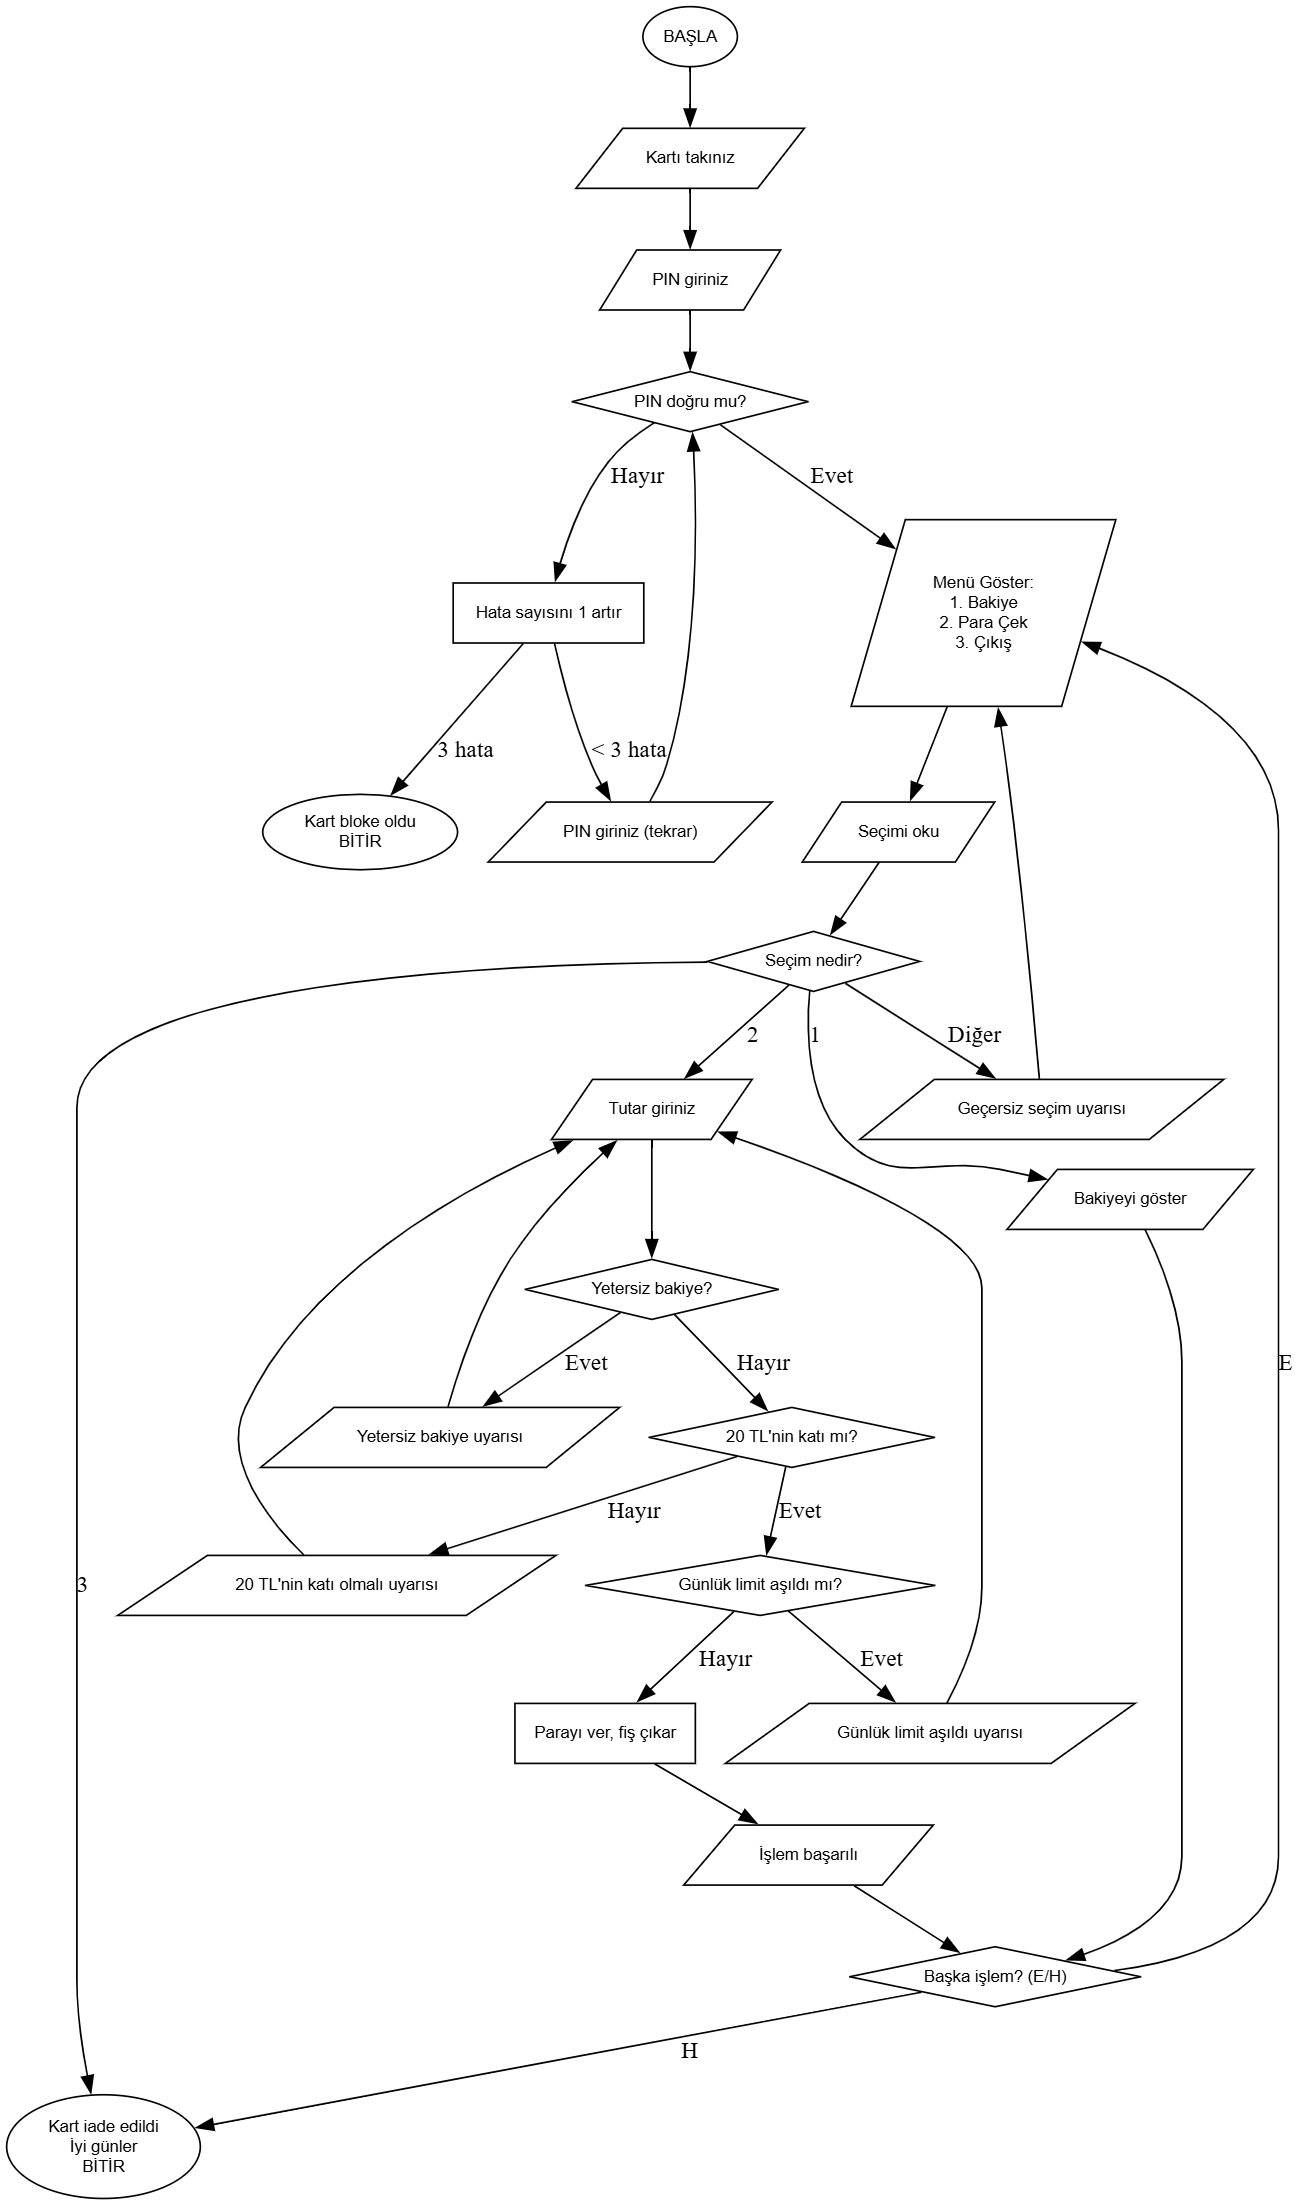 BAŞLA
Kartı takınız
PIN giriniz
PIN doğru mu?
Hayır
Evet
Menü Göster:
1. Bakiye
2. Para Çek
3. Çıkış
Hata sayısını 1 artır
3 hata
< 3 hata
Kart bloke oldu
BİTİR
PIN giriniz (tekrar)
Seçimi oku
Seçim nedir?
2
1
Diğer
Tutar giriniz
Geçersiz seçim uyarısı
Bakiyeyi göster
Yetersiz bakiye?
Evet
Hayır
E
Yetersiz bakiye uyarısı
20 TL'nin katı mı?
Hayır
Evet
3
20 TL'nin katı olmalı uyarısı
Günlük limit aşıldı mı?
Hayır
Evet
Parayı ver, fiş çıkar
Günlük limit aşıldı uyarısı
İşlem başarılı
Başka işlem? (E/H)
H
Kart iade edildi
İyi günler
BİTİR